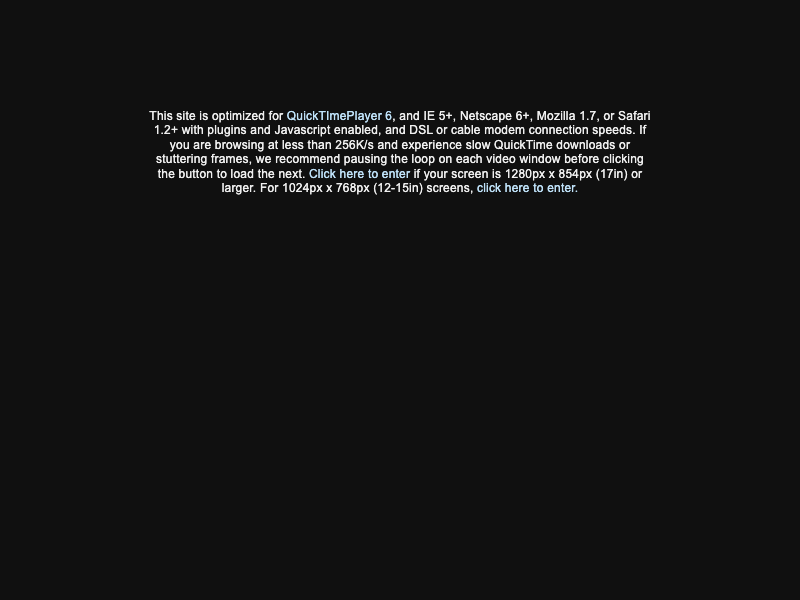 This site is optimized for QuickTImePlayer 6, and IE 5+, Netscape 6+, Mozilla 1.7, or Safari
1.2+ with plugins and Javascript enabled, and DSL or cable modem connection speeds. If
you are browsing at less than 256K/s and experience slow QuickTime downloads or
stuttering frames, we recommend pausing the loop on each video window before clicking
the button to load the next. Click here to enter if your screen is 1280px x 854px (17in) or
larger. For 1024px x 768px (12-15in) screens, click here to enter.